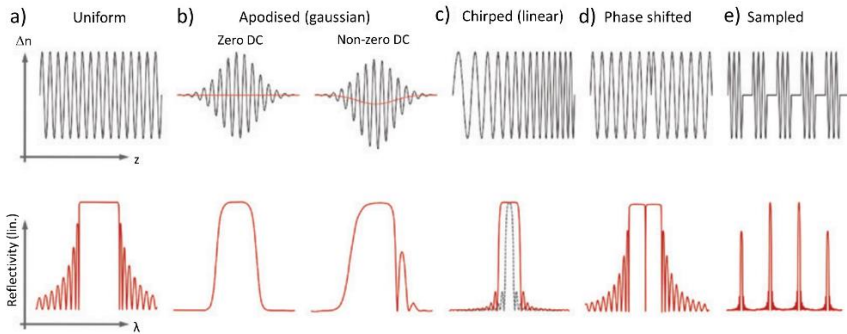 a) Uniform
b) Apodised (gaussian)
c) Chirped (linear)
d) Phase shifted
e) Sampled
Zero DC
Non-zero DC
Δn
z
Reflectivity (lin.)
λ